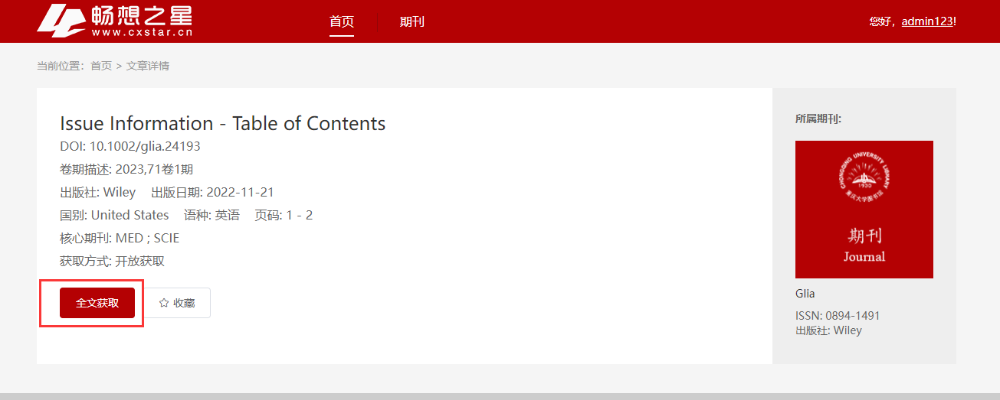 畅想之星
www.cxstar.cn
首页 期刊
您好，admin123!
当前位置：首页 > 文章详情
Issue Information - Table of Contents
DOI: 10.1002/glia.24193
卷期描述: 2023,71卷1期
出版社: Wiley 出版日期: 2022-11-21
国别: United States 语种: 英语 页码: 1 - 2
核心期刊: MED ; SCIE
获取方式: 开放获取
全文获取 收藏
所属期刊:
CHONGQING UNIVERSITY LIBRARY
1930
重庆大学图书馆
期刊
Journal
Glia
ISSN: 0894-1491
出版社: Wiley